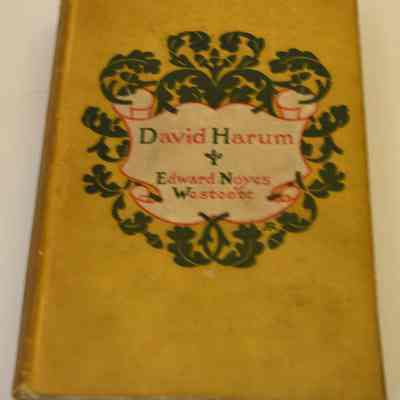 David Harum
Edward Noyes
Westcott